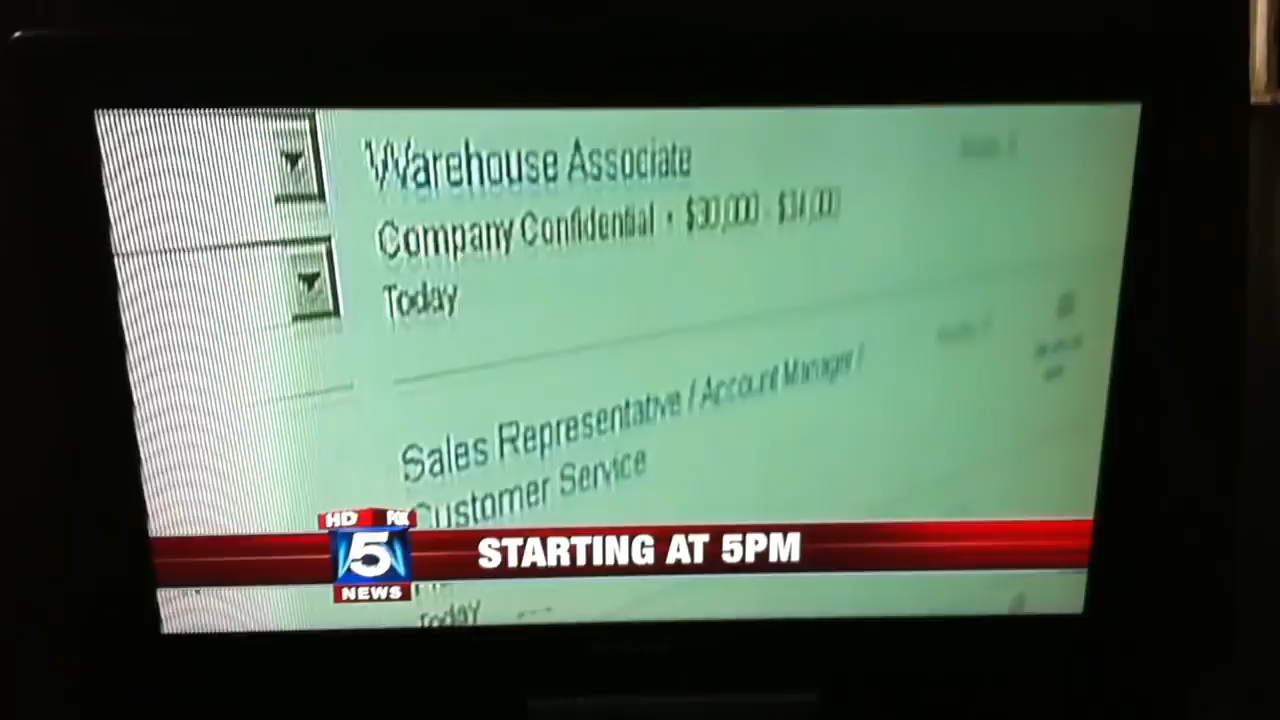 Warehouse Associate
Company Confidential • $30,000 - $34,000
Today
Sales Representative / Account Manager /
Customer Service
HD FOX
5
NEWS
STARTING AT 5PM
Today